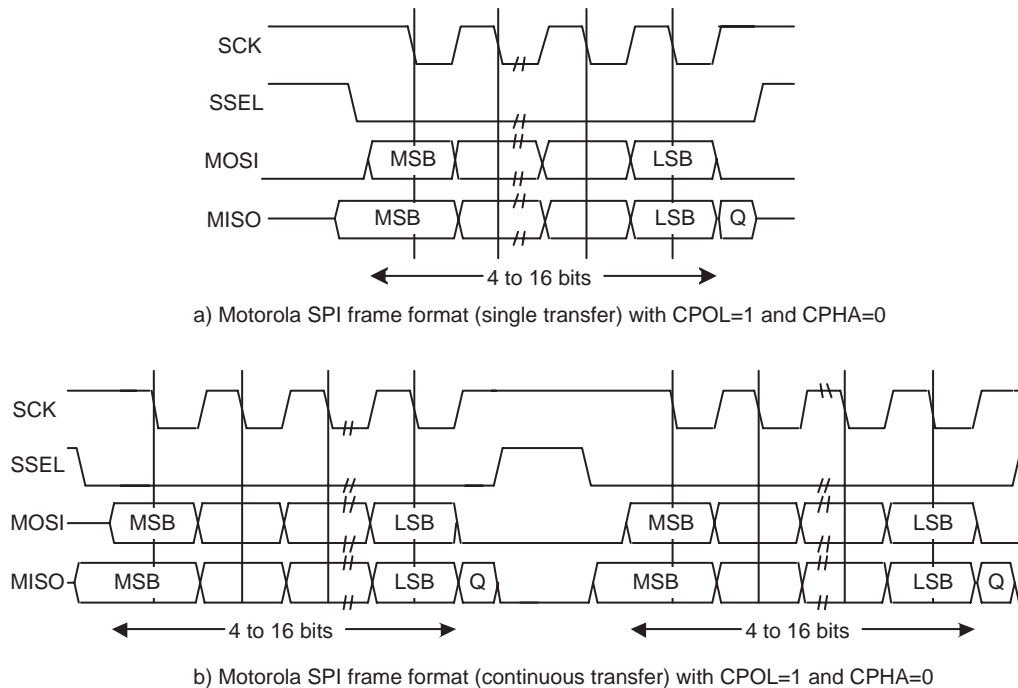 SCK
SSEL
MOSI MSB LSB
MISO MSB LSB Q
4 to 16 bits
a) Motorola SPI frame format (single transfer) with CPOL=1 and CPHA=0
SCK
SSEL
MOSI MSB LSB MSB LSB
MISO MSB LSB Q MSB LSB Q
4 to 16 bits 4 to 16 bits
b) Motorola SPI frame format (continuous transfer) with CPOL=1 and CPHA=0